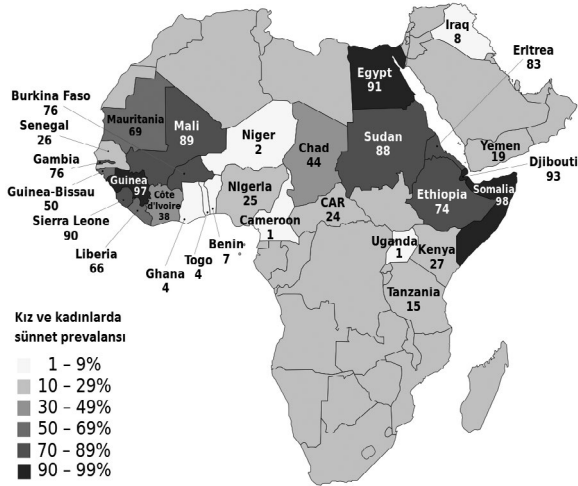 Iraq
8
Eritrea
83
Egypt
91
Burkina Faso
76
Mauritania
69
Mali
89
Senegal
26
Niger
2
Chad
44
Sudan
88
Yemen
19
Gambia
76
Djibouti
93
Guinea
97
Guinea-Bissau
50
Côte
d'Ivoire
38
Nigeria
25
Ethiopia
74
Somalia
98
Sierra Leone
90
CAR
24
Cameroon
1
Liberia
66
Benin
7
Togo
4
Ghana
4
Uganda
1
Kenya
27
Tanzania
15
Kız ve kadınlarda
sünnet prevalansı
1 – 9%
10 – 29%
30 – 49%
50 – 69%
70 – 89%
90 – 99%